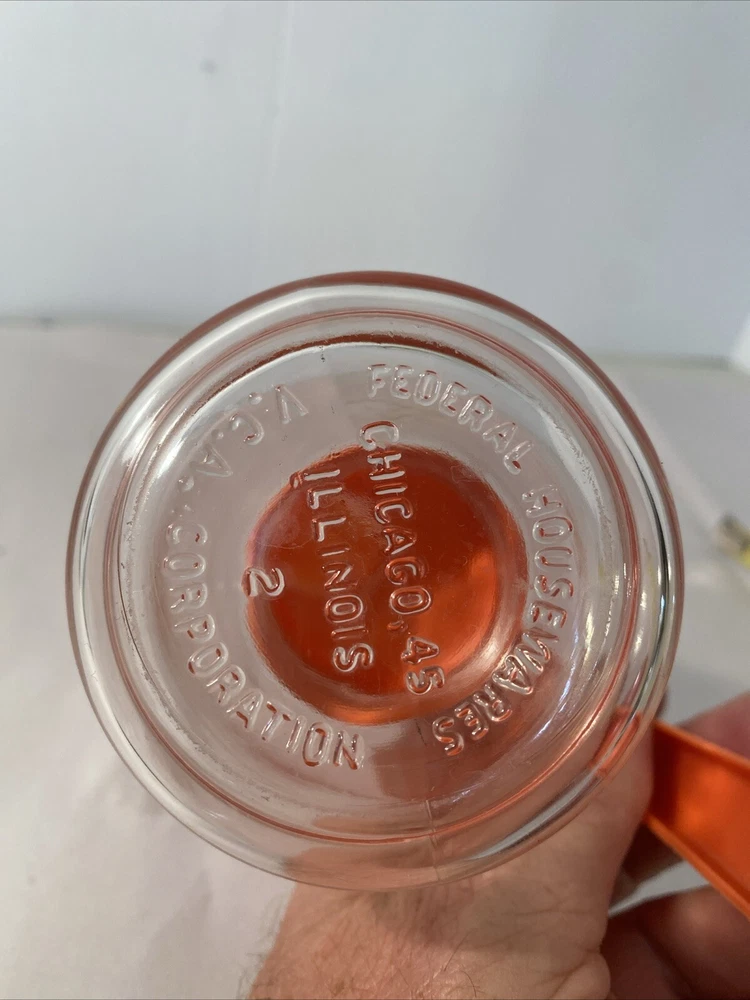 FEDERAL HOUSEWARES
CHICAGO, 45
ILLINOIS
2
V.C.A. CORPORATION